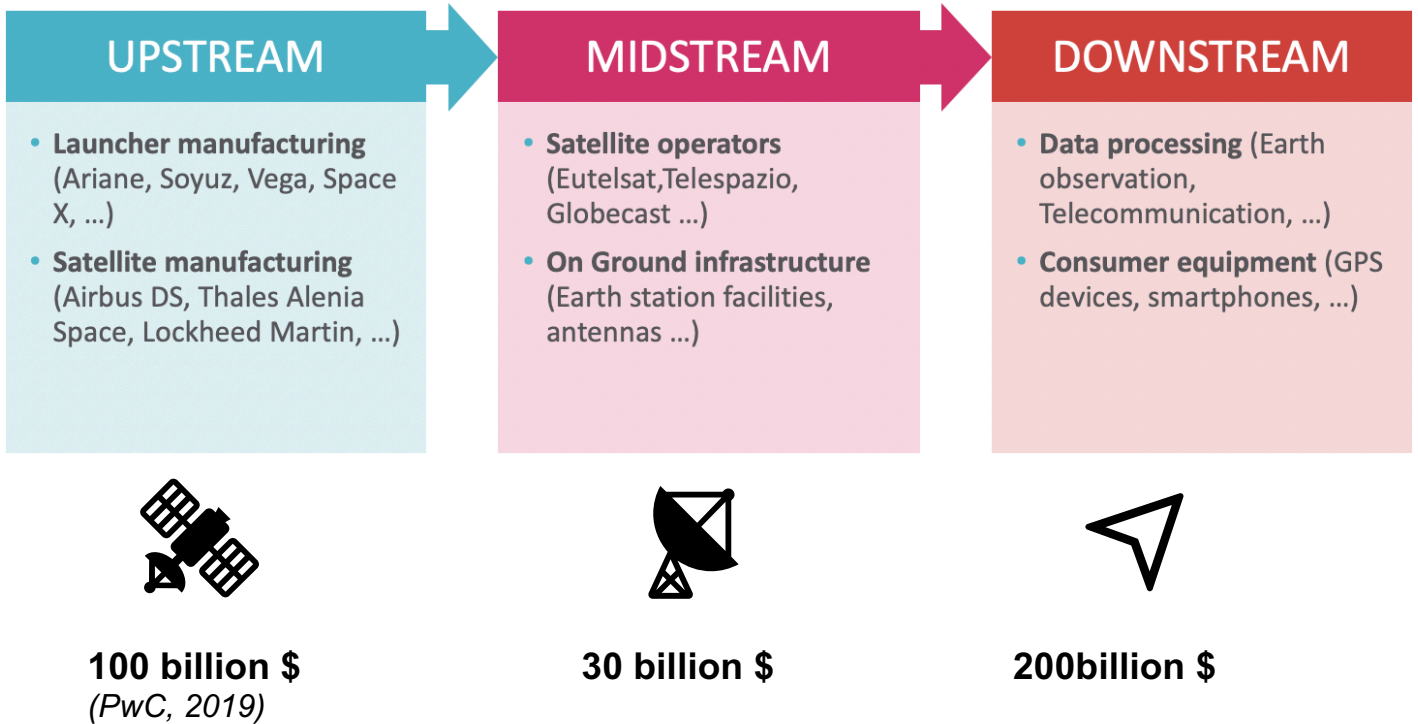 UPSTREAM
• Launcher manufacturing
(Ariane, Soyuz, Vega, Space
X, ...)
• Satellite manufacturing
(Airbus DS, Thales Alenia
Space, Lockheed Martin, ...)
MIDSTREAM
• Satellite operators
(Eutelsat,Telespazio,
Globecast ...)
• On Ground infrastructure
(Earth station facilities,
antennas ...)
DOWNSTREAM
• Data processing (Earth
observation,
Telecommunication, ...)
• Consumer equipment (GPS
devices, smartphones, ...)
100 billion $
(PwC, 2019)
30 billion $
200billion $